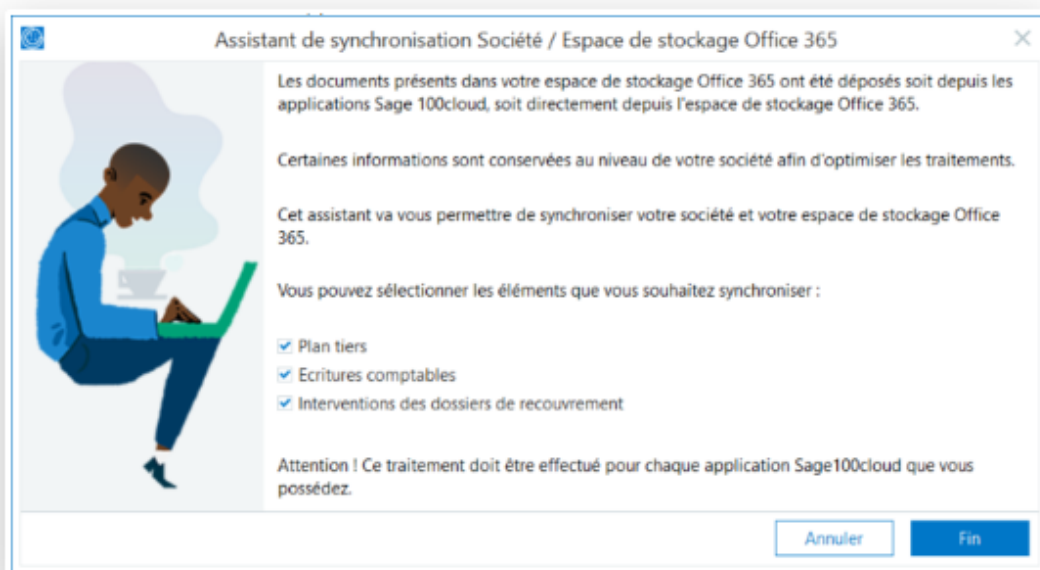 Assistant de synchronisation Société / Espace de stockage Office 365
Les documents présents dans votre espace de stockage Office 365 ont été déposés soit depuis les
applications Sage 100cloud, soit directement depuis l'espace de stockage Office 365.
Certaines informations sont conservées au niveau de votre société afin d'optimiser les traitements.
Cet assistant va vous permettre de synchroniser votre société et votre espace de stockage Office
365.
Vous pouvez sélectionner les éléments que vous souhaitez synchroniser :
Plan tiers
Ecritures comptables
Interventions des dossiers de recouvrement
Attention ! Ce traitement doit être effectué pour chaque application Sage100cloud que vous
possédez.
Annuler
Fin